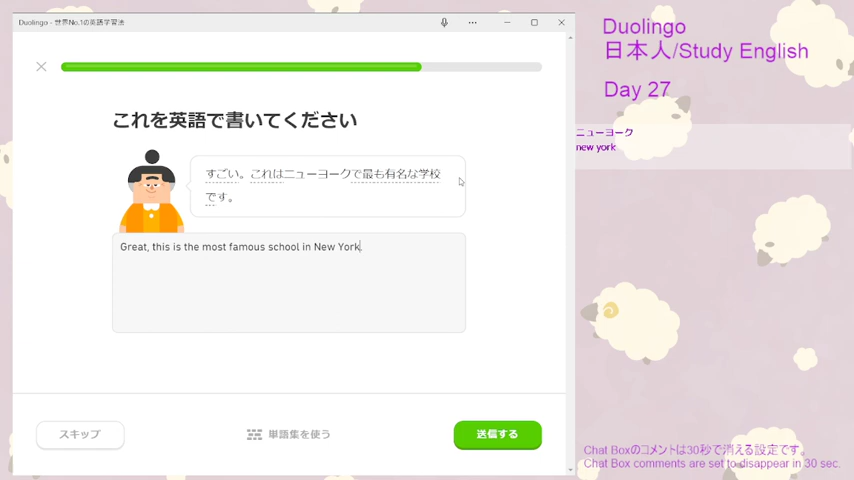 Duolingo - 世界No.1の英語学習法
これを英語で書いてください
すごい。これはニューヨークで最も有名な学校
です。
Great, this is the most famous school in New York
スキップ
単語集を使う
送信する
Duolingo
日本人/Study English
Day 27
ニューヨーク
new york
Chat Boxのコメントは30秒で消える設定です
Chat Box comments are set to disappear in 30 sec.